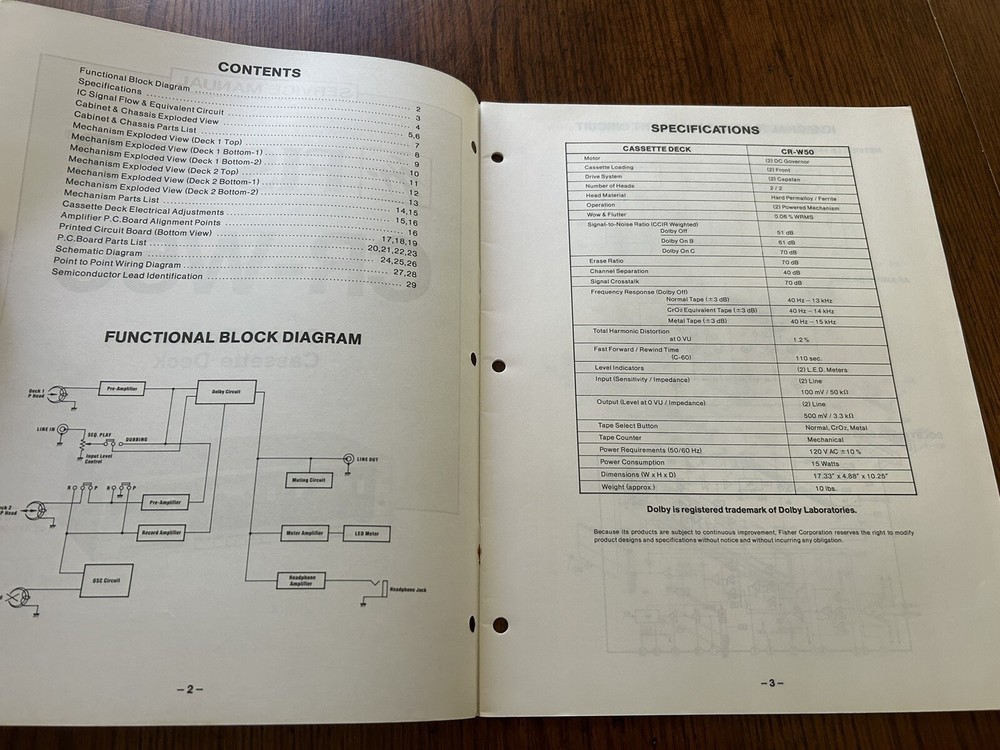 CONTENTS
Functional Block Diagram 2
Specifications 3
IC Signal Flow & Equivalent Circuit 4
Cabinet & Chassis Exploded View 5,6
Cabinet & Chassis Parts List 7
Mechanism Exploded View (Deck 1 Top) 8
Mechanism Exploded View (Deck 1 Bottom-1) 9
Mechanism Exploded View (Deck 1 Bottom-2) 10
Mechanism Exploded View (Deck 2 Top) 11
Mechanism Exploded View (Deck 2 Bottom-1) 12
Mechanism Exploded View (Deck 2 Bottom-2) 13
Mechanism Parts List 14,15
Cassette Deck Electrical Adjustments 15,16
Amplifier P.C.Board Alignment Points 16
Printed Circuit Board (Bottom View) 17,18,19
P.C.Board Parts List 20,21,22,23
Schematic Diagram 24,25,26
Point to Point Wiring Diagram 27,28
Semiconductor Lead Identification 29
FUNCTIONAL BLOCK DIAGRAM
Deck 1
P Head
Pre-Amplifier
Dolby Circuit
LINE IN
SEQ. PLAY
DUBBING
Input Level
Control
LINE OUT
Muting Circuit
R P R P
P Head
Pre-Amplifier
Record Amplifier
Meter Amplifier
LED Meter
OSC Circuit
Headphone
Amplifier
Headphone Jack
–2–
SPECIFICATIONS
CASSETTE DECK CR-W50
Motor (2) DC Governor
Cassette Loading (2) Front
Drive System (2) Capstan
Number of Heads 2 / 2
Head Material Hard Permalloy / Ferrite
Operation (2) Powered Mechanism
Wow & Flutter 0.06 % WRMS
Signal-to-Noise Ratio (CCIR Weighted)
Dolby Off 51 dB
Dolby On B 61 dB
Dolby On C 70 dB
Erase Ratio 70 dB
Channel Separation 40 dB
Signal Crosstalk 70 dB
Frequency Response (Dolby Off)
Normal Tape (±3 dB) 40 Hz – 13 kHz
CrO2 Equivalent Tape (±3 dB) 40 Hz – 14 kHz
Metal Tape (±3 dB) 40 Hz – 15 kHz
Total Harmonic Distortion
at 0 VU 1.2 %
Fast Forward / Rewind Time
(C-60) 110 sec.
Level Indicators (2) L.E.D. Meters
Input (Sensitivity / Impedance) (2) Line
100 mV / 50 kΩ
Output (Level at 0 VU / Impedance) (2) Line
500 mV / 3.3 kΩ
Tape Select Button Normal, CrO2, Metal
Tape Counter Mechanical
Power Requirements (50/60 Hz) 120 V AC ±10 %
Power Consumption 15 Watts
Dimensions (W x H x D) 17.33" x 4.88" x 10.25"
Weight (approx.) 10 lbs.
Dolby is registered trademark of Dolby Laboratories.
Because its products are subject to continuous improvement, Fisher Corporation reserves the right to modify
product designs and specifications without notice and without incurring any obligation.
–3–